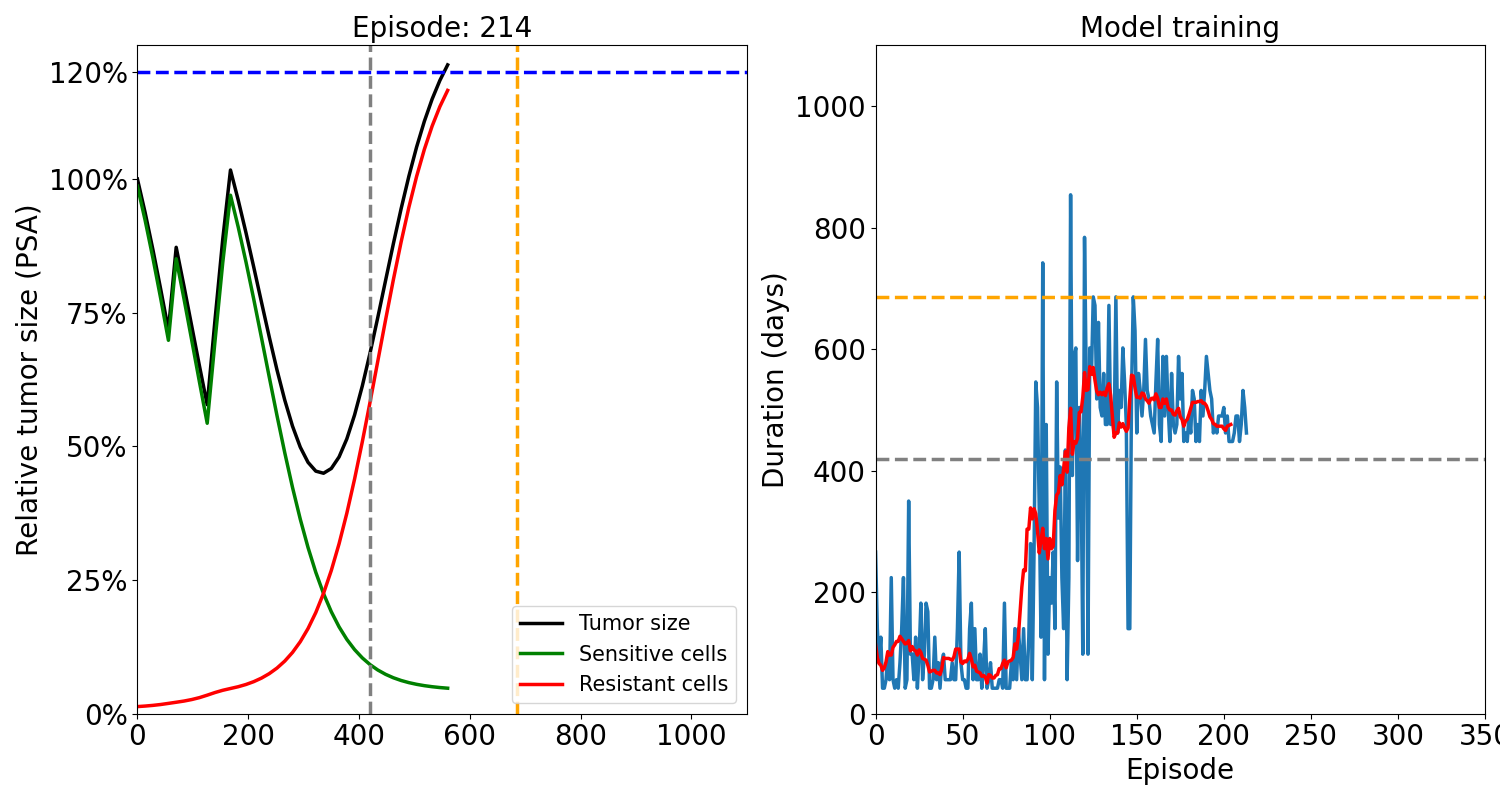 Episode: 214
Relative tumor size (PSA)
120%
100%
75%
50%
25%
0%
0 200 400 600 800 1000
Tumor size
Sensitive cells
Resistant cells
Model training
Duration (days)
1000
800
600
400
200
0
0 50 100 150 200 250 300 350
Episode